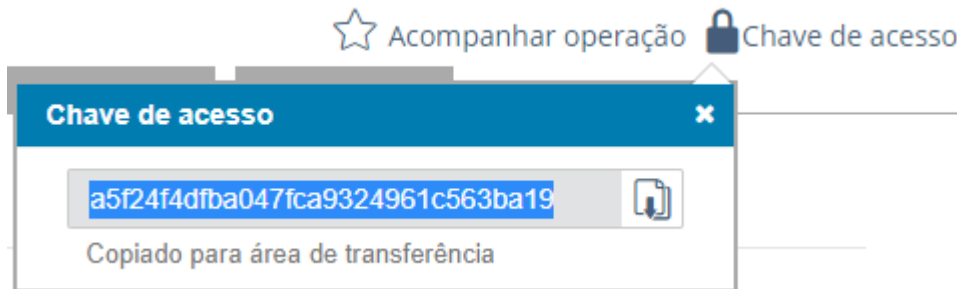 Acompanhar operação Chave de acesso
Chave de acesso
a5f24f4dfba047fca9324961c563ba19
Copiado para área de transferência